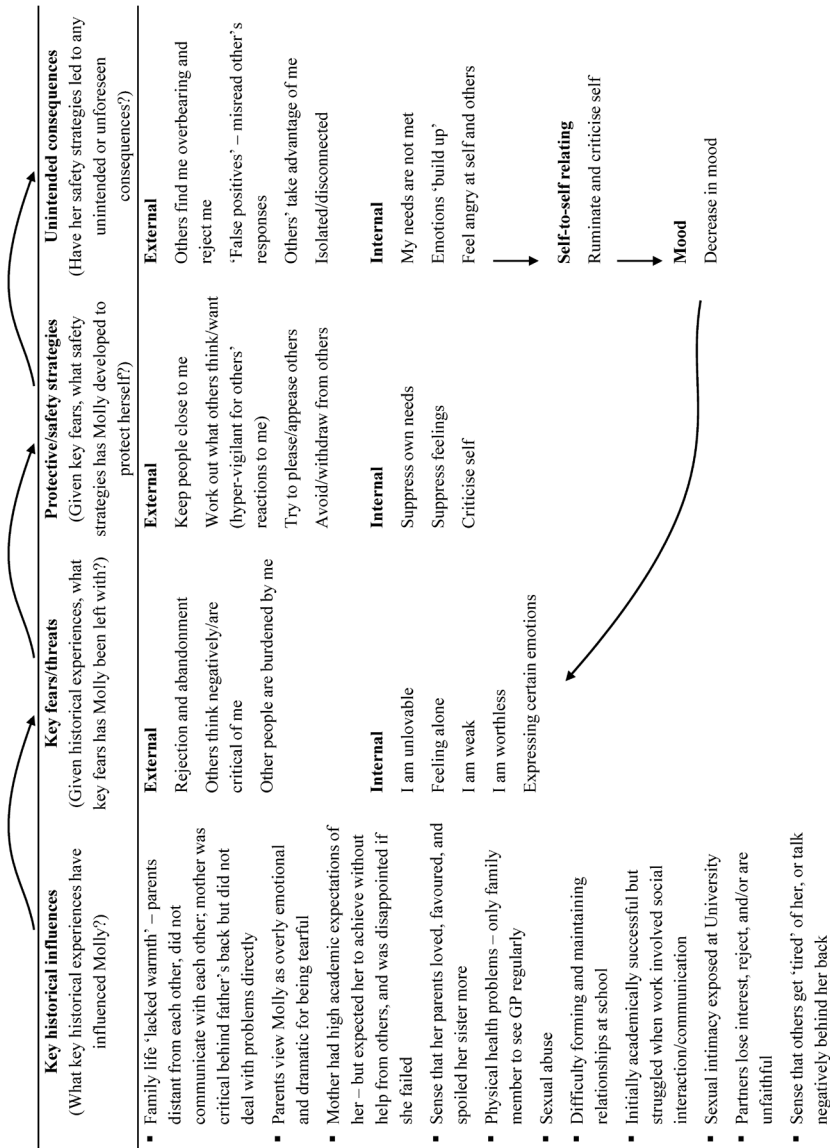 Key historical influences
(What key historical experiences have
influenced Molly?)
▪ Family life ‘lacked warmth’ – parents
distant from each other, did not
communicate with each other; mother was
critical behind father’s back but did not
deal with problems directly
▪ Parents view Molly as overly emotional
and dramatic for being tearful
▪ Mother had high academic expectations of
her – but expected her to achieve without
help from others, and was disappointed if
she failed
▪ Sense that her parents loved, favoured, and
spoiled her sister more
▪ Physical health problems – only family
member to see GP regularly
▪ Sexual abuse
▪ Difficulty forming and maintaining
relationships at school
▪ Initially academically successful but
struggled when work involved social
interaction/communication
▪ Sexual intimacy exposed at University
▪ Partners lose interest, reject, and/or are
unfaithful
▪ Sense that others get ‘tired’ of her, or talk
negatively behind her back
Key fears/threats
(Given historical experiences, what
key fears has Molly been left with?)
External
Rejection and abandonment
Others think negatively/are
critical of me
Other people are burdened by me
Internal
I am unlovable
Feeling alone
I am weak
I am worthless
Expressing certain emotions
Protective/safety strategies
(Given key fears, what safety
strategies has Molly developed to
protect herself?)
External
Keep people close to me
Work out what others think/want
(hyper-vigilant for others’
reactions to me)
Try to please/appease others
Avoid/withdraw from others
Internal
Suppress own needs
Suppress feelings
Criticise self
Unintended consequences
(Have her safety strategies led to any
unintended or unforeseen
consequences?)
External
Others find me overbearing and
reject me
‘False positives’ – misread other’s
responses
Others’ take advantage of me
Isolated/disconnected
Internal
My needs are not met
Emotions ‘build up’
Feel angry at self and others
Self-to-self relating
Ruminate and criticise self
Mood
Decrease in mood